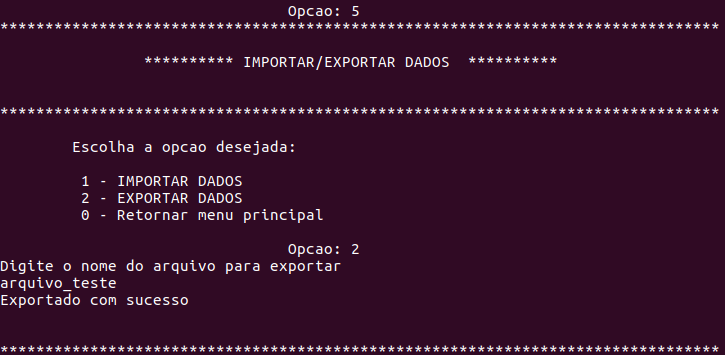 Opcao: 5
********************************************************************************
********** IMPORTAR/EXPORTAR DADOS **********
********************************************************************************
Escolha a opcao desejada:
1 - IMPORTAR DADOS
2 - EXPORTAR DADOS
0 - Retornar menu principal
Opcao: 2
Digite o nome do arquivo para exportar
arquivo_teste
Exportado com sucesso
********************************************************************************